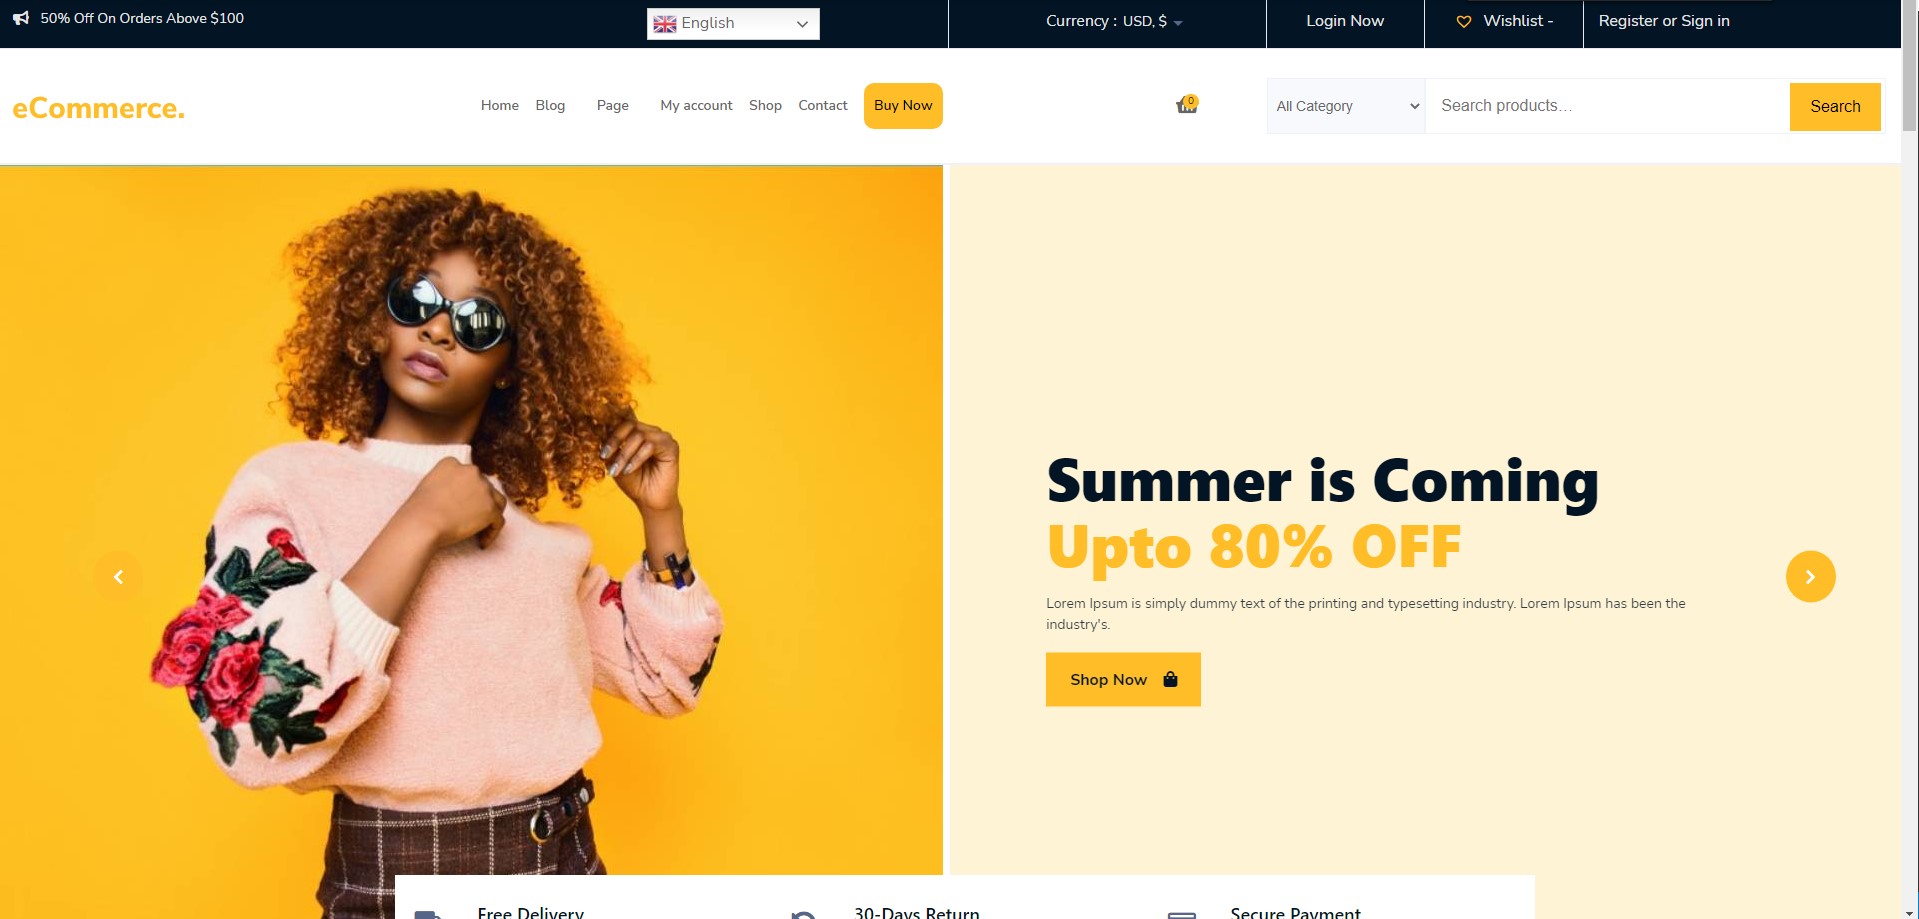 50% Off On Orders Above $100
English
Currency : USD, $
Login Now
Wishlist -
Register or Sign in
eCommerce.
Home Blog Page My account Shop Contact Buy Now
0
All Category
Search products…
Search
Summer is Coming
Upto 80% OFF
Lorem Ipsum is simply dummy text of the printing and typesetting industry. Lorem Ipsum has been the
industry's.
Shop Now
Free Delivery
30-Days Return
Secure Payment